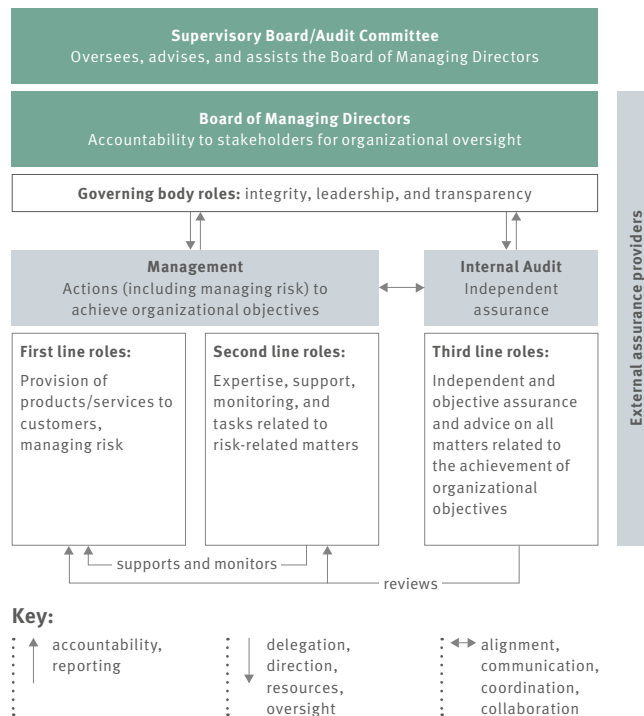 Supervisory Board/Audit Committee
Oversees, advises, and assists the Board of Managing Directors
Board of Managing Directors
Accountability to stakeholders for organizational oversight
Governing body roles: integrity, leadership, and transparency
Management
Actions (including managing risk) to
achieve organizational objectives
Internal Audit
Independent
assurance
First line roles:
Provision of
products/services to
customers,
managing risk
Second line roles:
Expertise, support,
monitoring, and
tasks related to
risk-related matters
Third line roles:
Independent and
objective assurance
and advice on all
matters related to
the achievement of
organizational
objectives
External assurance providers
supports and monitors
reviews
Key:
accountability,
reporting
delegation,
direction,
resources,
oversight
alignment,
communication,
coordination,
collaboration